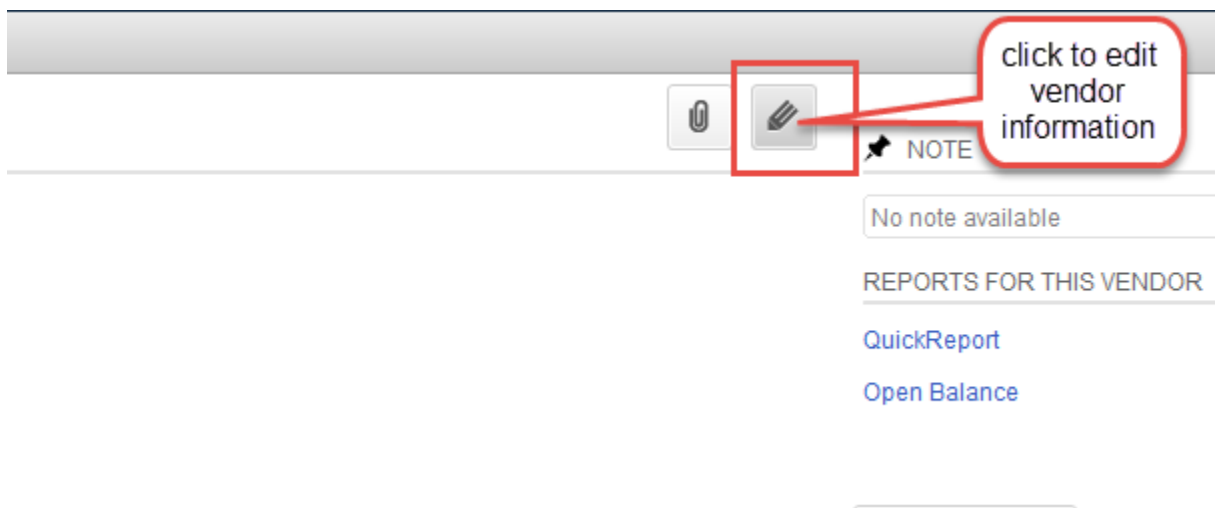 click to edit
vendor
information
NOTE
No note available
REPORTS FOR THIS VENDOR
QuickReport
Open Balance